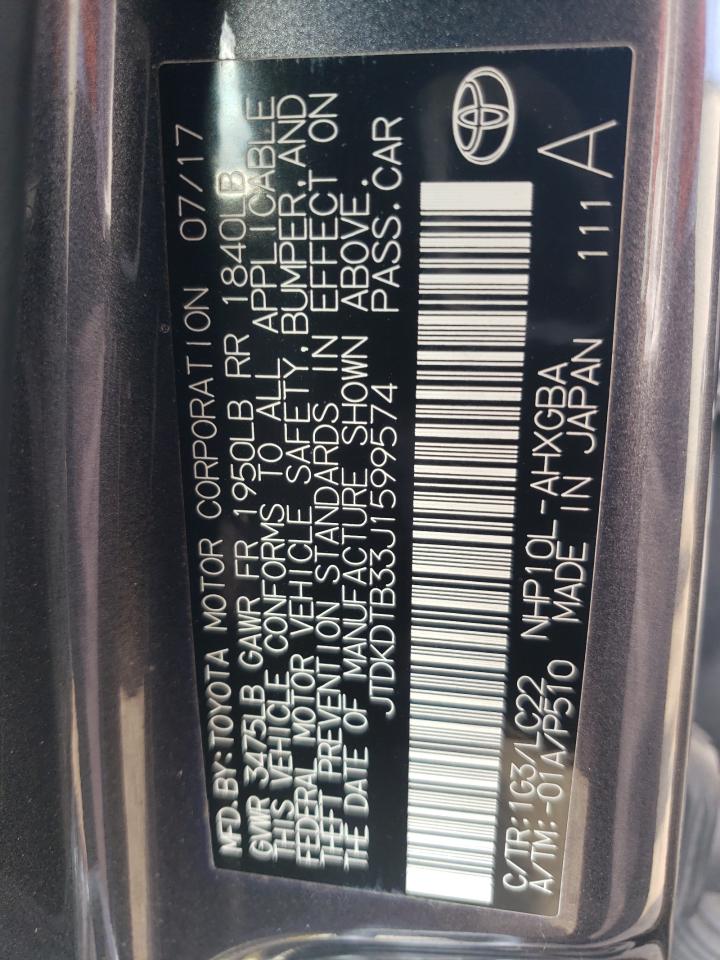 MFD.BY: TOYOTA MOTOR CORPORATION 07/17
GVWR 3475LB GAWR FR 1950LB RR 1840LB
THIS VEHICLE CONFORMS TO ALL APPLICABLE
FEDERAL MOTOR VEHICLE SAFETY, BUMPER, AND
THEFT PREVENTION STANDARDS IN EFFECT ON
THE DATE OF MANUFACTURE SHOWN ABOVE.
JTDKDTB33J1599574 PASS.CAR
C/TR: 1G3/LC22 NHP10L-AHXGBA
A/TM: -01A/P510 MADE IN JAPAN 111 A